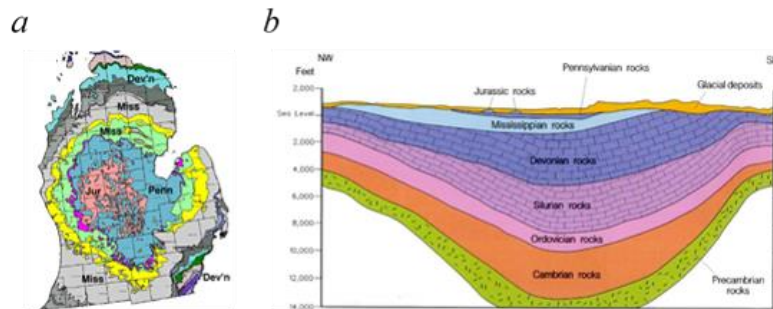 a
b
Dev'n
Miss
Miss
Jur
Penn
Miss
Dev'n
NW
Feet
2,000
Sea Level
2,000
4,000
6,000
8,000
10,000
12,000
14,000
Pennsylvanian rocks
Jurassic rocks
Glacial deposits
Mississippian rocks
Devonian rocks
Silurian rocks
Ordovician rocks
Cambrian rocks
Precambrian rocks